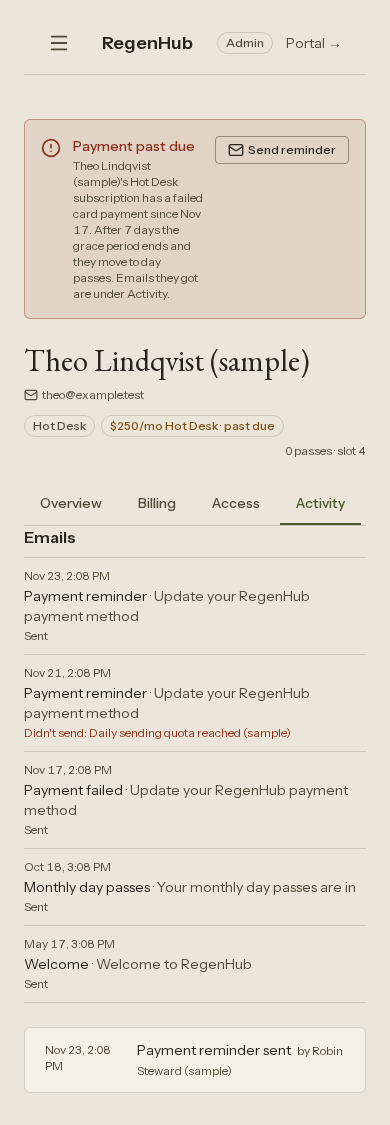 RegenHub
Admin
Portal →
Payment past due
Send reminder
Theo Lindqvist
(sample)'s Hot Desk
subscription has a failed
card payment since Nov
17. After 7 days the
grace period ends and
they move to day
passes. Emails they got
are under Activity.
Theo Lindqvist (sample)
theo@example.test
Hot Desk
$250/mo Hot Desk · past due
0 passes · slot 4
Overview
Billing
Access
Activity
Emails
Nov 23, 2:08 PM
Payment reminder · Update your RegenHub
payment method
Sent
Nov 21, 2:08 PM
Payment reminder · Update your RegenHub
payment method
Didn't send: Daily sending quota reached (sample)
Nov 17, 2:08 PM
Payment failed · Update your RegenHub payment
method
Sent
Oct 18, 3:08 PM
Monthly day passes · Your monthly day passes are in
Sent
May 17, 3:08 PM
Welcome · Welcome to RegenHub
Sent
Nov 23, 2:08
PM
Payment reminder sent by Robin
Steward (sample)